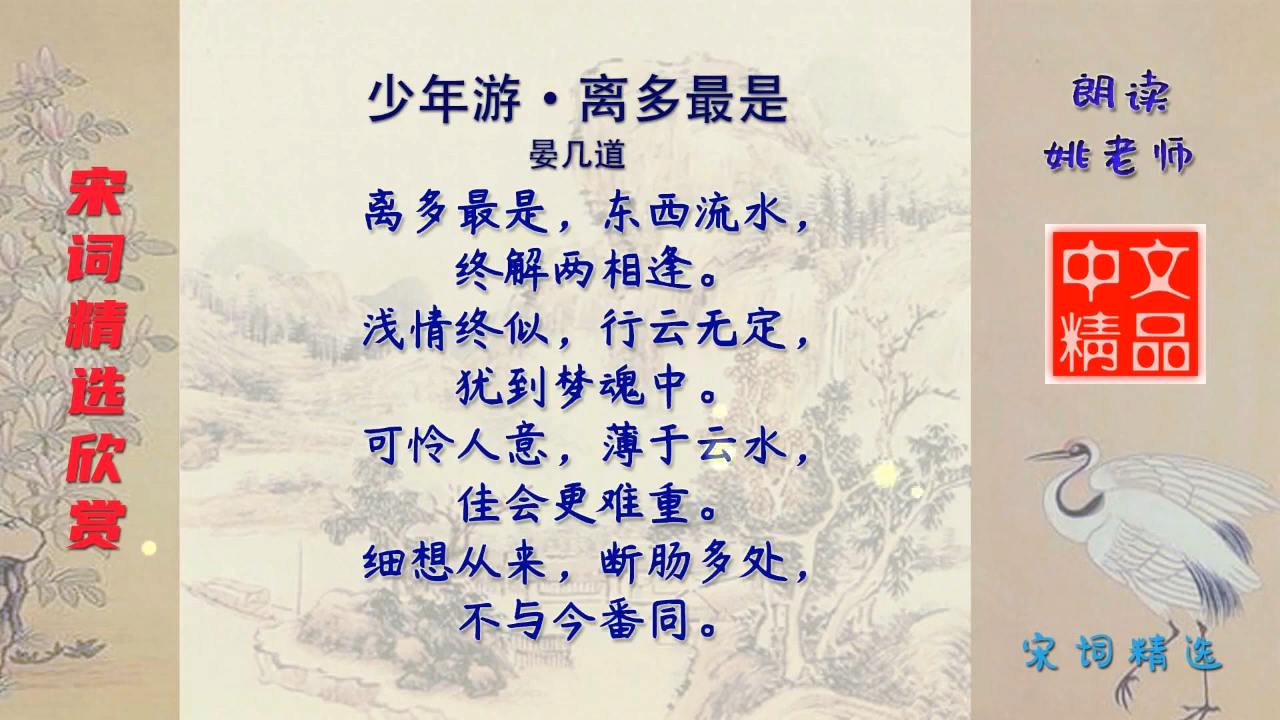 少年游·离多最是
晏几道
离多最是，东西流水，
终解两相逢。
浅情终似，行云无定，
犹到梦魂中。
可怜人意，薄于云水，
佳会更难重。
细想从来，断肠多处，
不与今番同。
宋词精选欣赏
朗读
姚老师
中文
精品
宋词精选